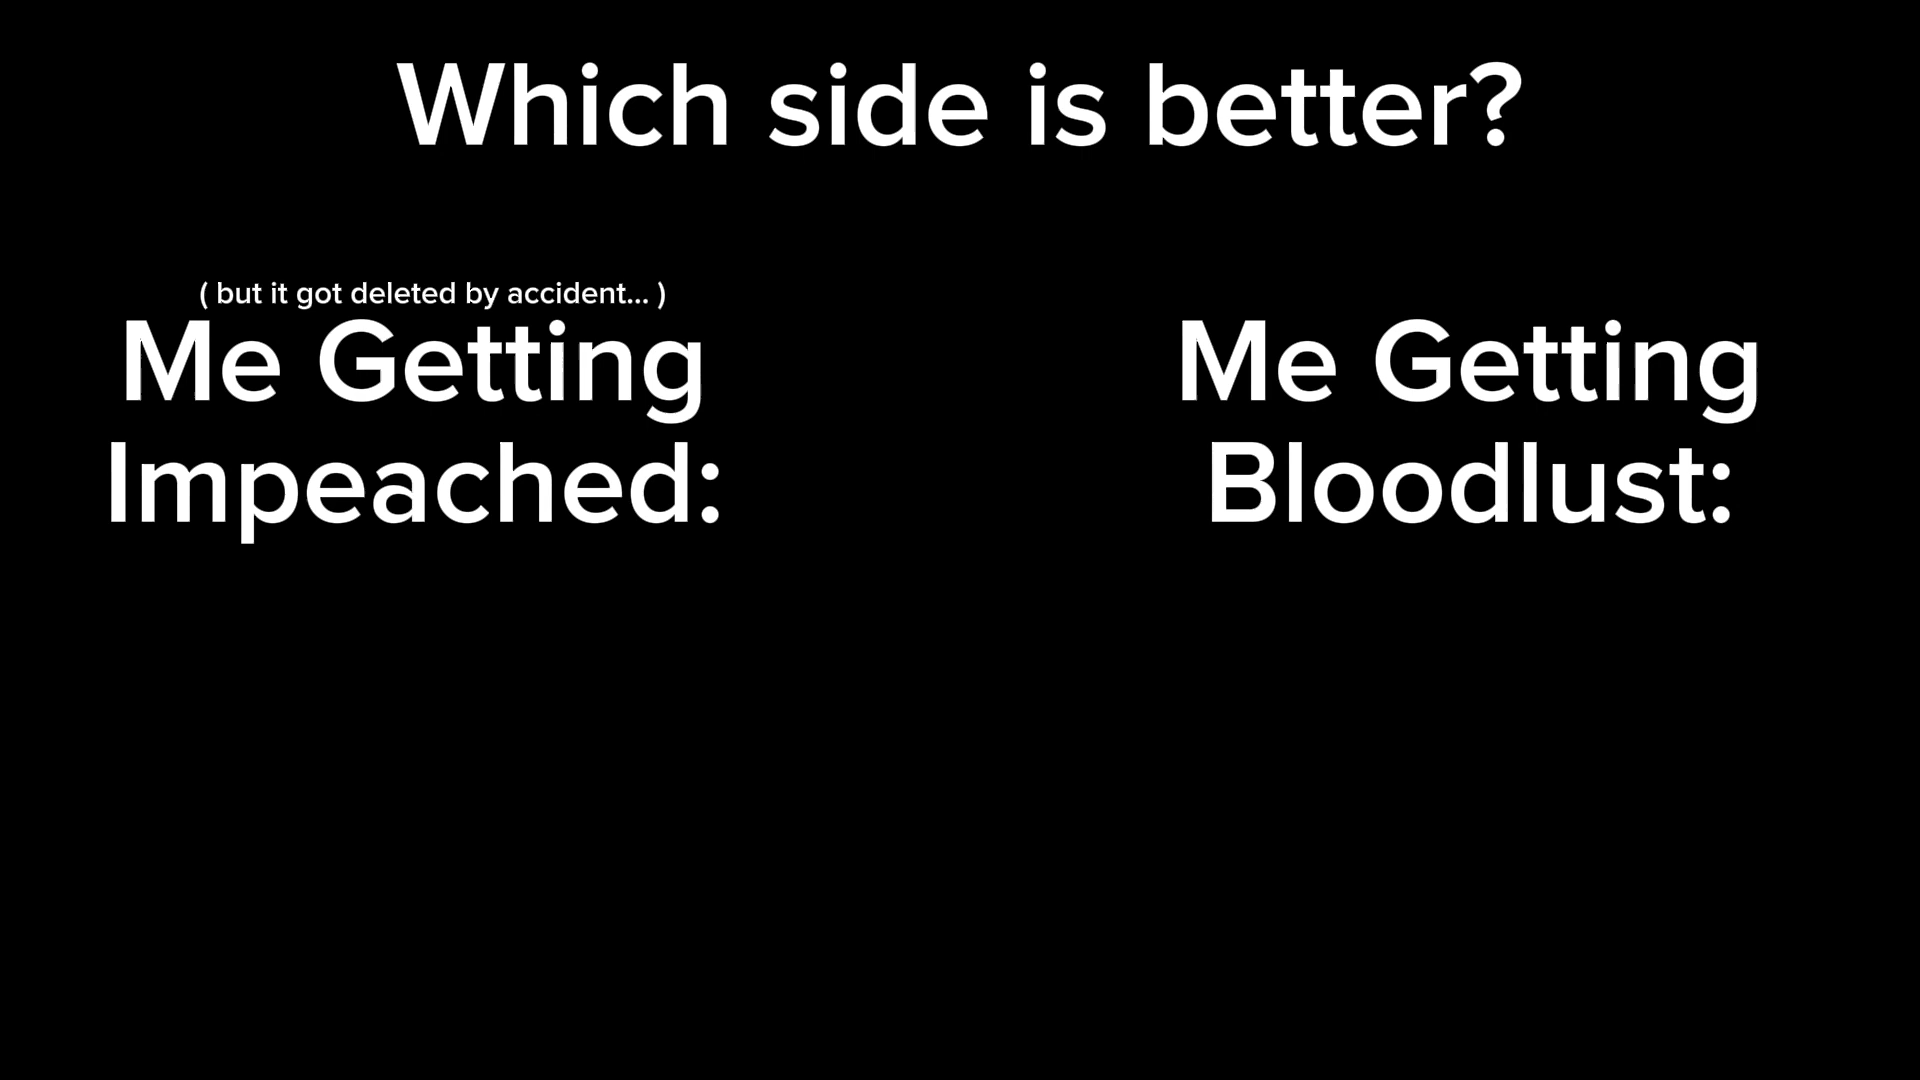 Which side is better?
( but it got deleted by accident... )
Me Getting
Impeached:
Me Getting
Bloodlust: